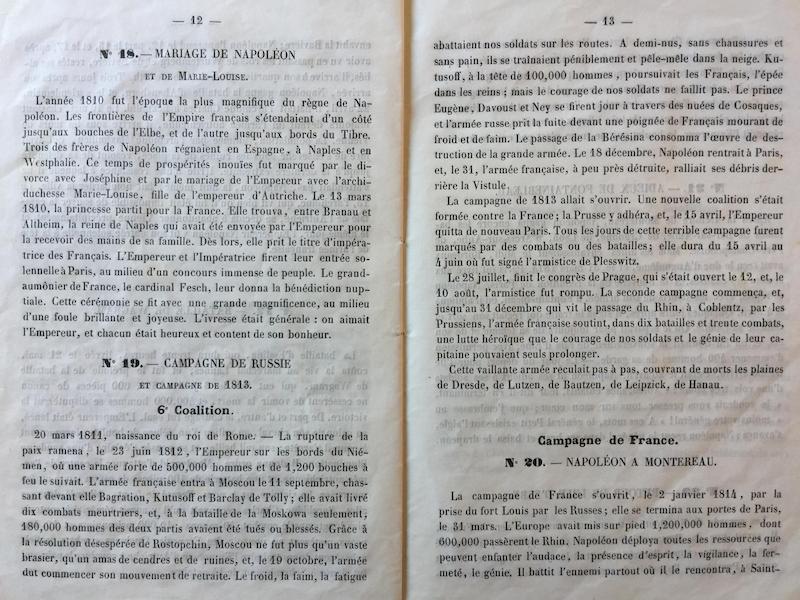 — 12 —
N° 18. — MARIAGE DE NAPOLÉON
ET DE MARIE-LOUISE.
L'année 1810 fut l'époque la plus magnifique du règne de Na-
poléon. Les frontières de l'Empire français s'étendaient d'un côté
jusqu'aux bouches de l'Elbe, et de l'autre jusqu'aux bords du Tibre.
Trois des frères de Napoléon régnaient en Espagne, à Naples et en
Westphalie. Ce temps de prospérités inouïes fut marqué par le di-
vorce avec Joséphine et par le mariage de l'Empereur avec l'archi-
duchesse Marie-Louise, fille de l'empereur d'Autriche. Le 13 mars
1810, la princesse partit pour la France. Elle trouva, entre Branau et
Altheim, la reine de Naples qui avait été envoyée par l'Empereur pour
la recevoir des mains de sa famille. Dès lors, elle prit le titre d'impéra-
trice des Français. L'Empereur et l'Impératrice firent leur entrée so-
lennelle à Paris, au milieu d'un concours immense de peuple. Le grand-
aumônier de France, le cardinal Fesch, leur donna la bénédiction nup-
tiale. Cette cérémonie se fit avec une grande magnificence, au milieu
d'une foule brillante et joyeuse. L'ivresse était générale : on aimait
l'Empereur, et chacun était heureux et content de son bonheur.
N° 19. — CAMPAGNE DE RUSSIE
ET CAMPAGNE DE 1813.
6e Coalition.
20 mars 1811, naissance du roi de Rome. — La rupture de la
paix ramena, le 23 juin 1812, l'Empereur sur les bords du Nié-
men, où une armée forte de 500,000 hommes et de 1,200 bouches à
feu le suivait. L'armée française entra à Moscou le 11 septembre, chas-
sant devant elle Bagration, Kutusoff et Barclay de Tolly ; elle avait livré
dix combats meurtriers, et, à la bataille de la Moskowa seulement,
180,000 hommes des deux partis avaient été tués ou blessés. Grâce à
la résolution désespérée de Rostopchin, Moscou ne fut plus qu'un vaste
brasier, qu'un amas de cendres et de ruines, et, le 19 octobre, l'armée
dut commencer son mouvement de retraite. Le froid, la faim, la fatigue
— 13 —
abattaient nos soldats sur les routes. A demi-nus, sans chaussures et
sans pain, ils se traînaient péniblement et pêle-mêle dans la neige. Ku-
tusoff, à la tête de 100,000 hommes, poursuivait les Français, l'épée
dans les reins ; mais le courage de nos soldats ne faillit pas. Le prince
Eugène, Davoust et Ney se firent jour à travers des nuées de Cosaques,
et l'armée russe prit la fuite devant une poignée de Français mourant de
froid et de faim. Le passage de la Bérésina consomma l'œuvre de des-
truction de la grande armée. Le 18 décembre, Napoléon rentrait à Paris,
et, le 31, l'armée française, à peu près détruite, ralliait ses débris der-
rière la Vistule.
La campagne de 1813 allait s'ouvrir. Une nouvelle coalition s'était
formée contre la France ; la Prusse y adhéra, et, le 15 avril, l'Empereur
quitta de nouveau Paris. Tous les jours de cette terrible campagne furent
marqués par des combats ou des batailles ; elle dura du 15 avril au
4 juin où fut signé l'armistice de Plesswitz.
Le 28 juillet, finit le congrès de Prague, qui s'était ouvert le 12, et, le
10 août, l'armistice fut rompu. La seconde campagne commença, et,
jusqu'au 31 décembre qui vit le passage du Rhin, à Coblentz, par les
Prussiens, l'armée française soutint, dans dix batailles et trente combats,
une lutte héroïque que le courage de nos soldats et le génie de leur ca-
pitaine pouvaient seuls prolonger.
Cette vaillante armée reculait pas à pas, couvrant de morts les plaines
de Dresde, de Lutzen, de Bautzen, de Leipzick, de Hanau.
Campagne de France.
N° 20. — NAPOLÉON A MONTEREAU.
La campagne de France s'ouvrit, le 2 janvier 1814, par la
prise du fort Louis par les Russes ; elle se termina aux portes de Paris,
le 31 mars. L'Europe avait mis sur pied 1,200,000 hommes, dont
600,000 passèrent le Rhin. Napoléon déploya toutes les ressources que
peuvent enfanter l'audace, la présence d'esprit, la vigilance, la fer-
meté, le génie. Il battit l'ennemi partout où il le rencontra, à Saint-